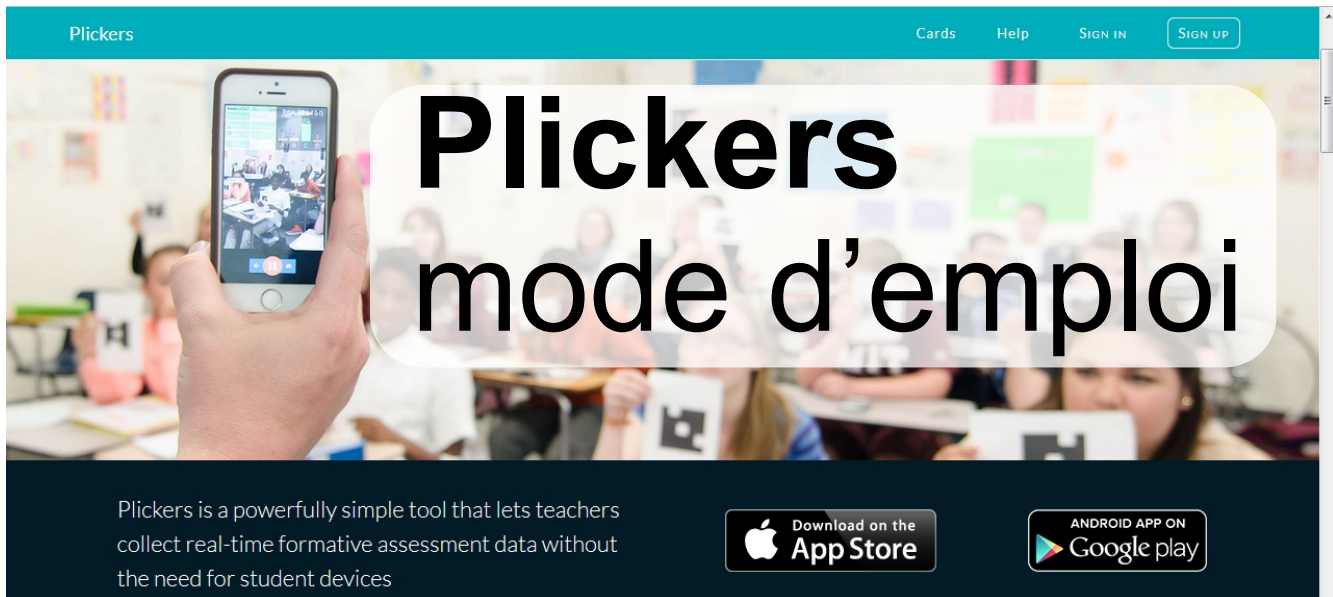 Plickers
Cards Help SIGN IN SIGN UP
Plickers
mode d’emploi
Plickers is a powerfully simple tool that lets teachers
collect real-time formative assessment data without
the need for student devices
Download on the
App Store
ANDROID APP ON
Google play